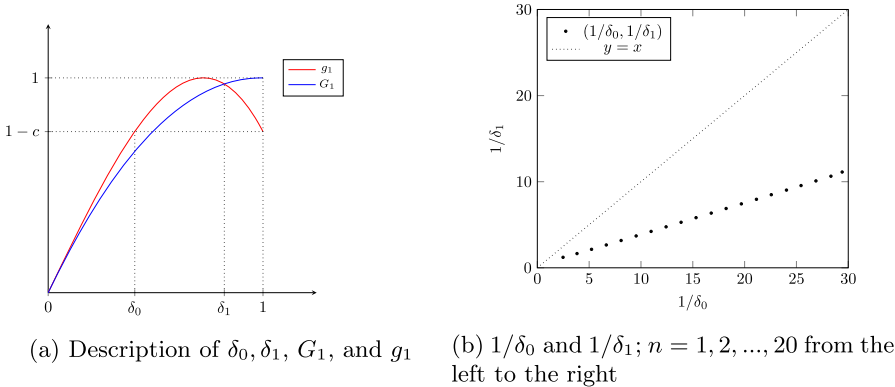 1
1 − c
0
δ₀
δ₁
1
g₁
G₁
(a) Description of δ₀, δ₁, G₁, and g₁
30
20
10
0
0
5
10
15
20
25
30
1/δ₁
1/δ₀
(1/δ₀, 1/δ₁)
y = x
(b) 1/δ₀ and 1/δ₁; n = 1, 2, ..., 20 from the
left to the right